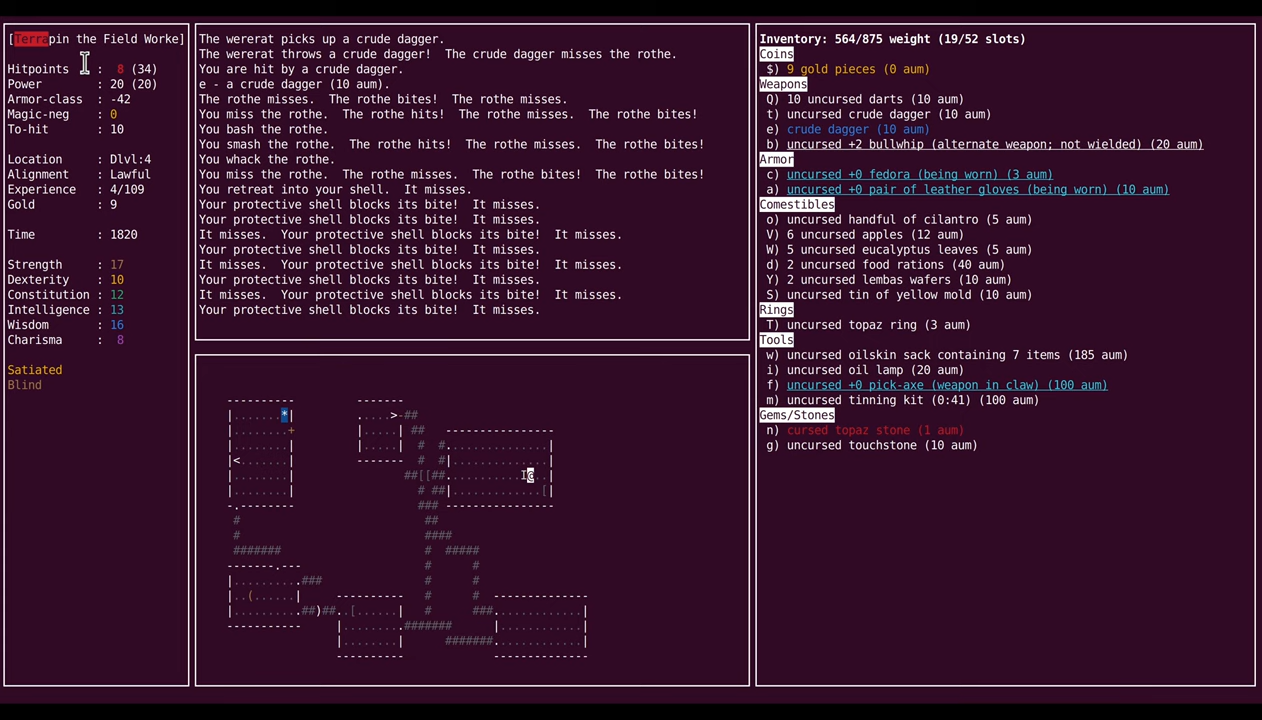 [Terrapin the Field Worke]
Hitpoints   :  8 (34)
Power       : 20 (20)
Armor-class : -42
Magic-neg   : 0
To-hit      : 10
Location    : Dlvl:4
Alignment   : Lawful
Experience  : 4/109
Gold        : 9
Time        : 1820
Strength     : 17
Dexterity    : 10
Constitution : 12
Intelligence : 13
Wisdom       : 16
Charisma     :  8
Satiated
Blind
The wererat picks up a crude dagger.
The wererat throws a crude dagger!  The crude dagger misses the rothe.
You are hit by a crude dagger.
e - a crude dagger (10 aum).
The rothe misses.  The rothe bites!  The rothe misses.
You miss the rothe.  The rothe hits!  The rothe misses.  The rothe bites!
You bash the rothe.
You smash the rothe.  The rothe hits!  The rothe misses.  The rothe bites!
You whack the rothe.
You miss the rothe.  The rothe misses.  The rothe bites!  The rothe bites!
You retreat into your shell.  It misses.
Your protective shell blocks its bite!  It misses.
Your protective shell blocks its bite!  It misses.
It misses.  Your protective shell blocks its bite!  It misses.
Your protective shell blocks its bite!  It misses.
It misses.  Your protective shell blocks its bite!  It misses.
Your protective shell blocks its bite!  It misses.
It misses.  Your protective shell blocks its bite!  It misses.
Your protective shell blocks its bite!  It misses.
Inventory: 564/875 weight (19/52 slots)
Coins
$) 9 gold pieces (0 aum)
Weapons
Q) 10 uncursed darts (10 aum)
t) uncursed crude dagger (10 aum)
e) crude dagger (10 aum)
b) uncursed +2 bullwhip (alternate weapon; not wielded) (20 aum)
Armor
c) uncursed +0 fedora (being worn) (3 aum)
a) uncursed +0 pair of leather gloves (being worn) (10 aum)
Comestibles
o) uncursed handful of cilantro (5 aum)
V) 6 uncursed apples (12 aum)
W) 5 uncursed eucalyptus leaves (5 aum)
d) 2 uncursed food rations (40 aum)
Y) 2 uncursed lembas wafers (10 aum)
S) uncursed tin of yellow mold (10 aum)
Rings
T) uncursed topaz ring (3 aum)
Tools
w) uncursed oilskin sack containing 7 items (185 aum)
i) uncursed oil lamp (20 aum)
f) uncursed +0 pick-axe (weapon in claw) (100 aum)
m) uncursed tinning kit (0:41) (100 aum)
Gems/Stones
n) cursed topaz stone (1 aum)
g) uncursed touchstone (10 aum)